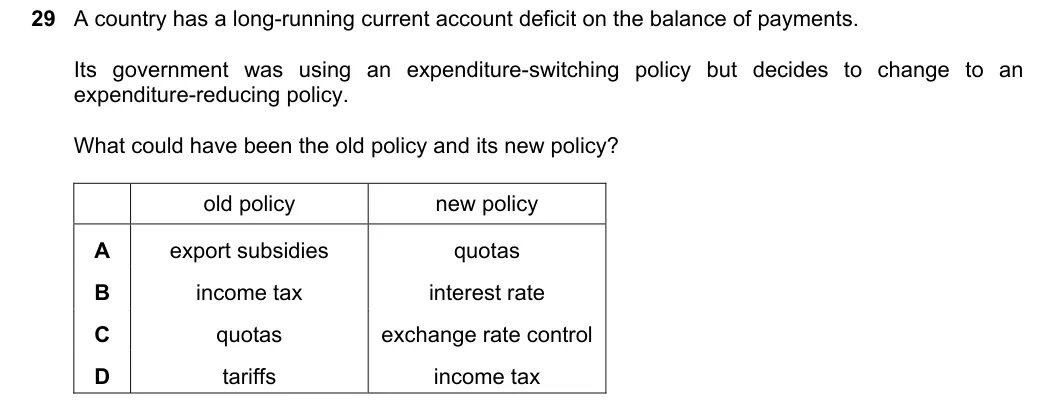 29 A country has a long-running current account deficit on the balance of payments.
Its government was using an expenditure-switching policy but decides to change to an
expenditure-reducing policy.
What could have been the old policy and its new policy?
old policy new policy
A export subsidies quotas
B income tax interest rate
C quotas exchange rate control
D tariffs income tax